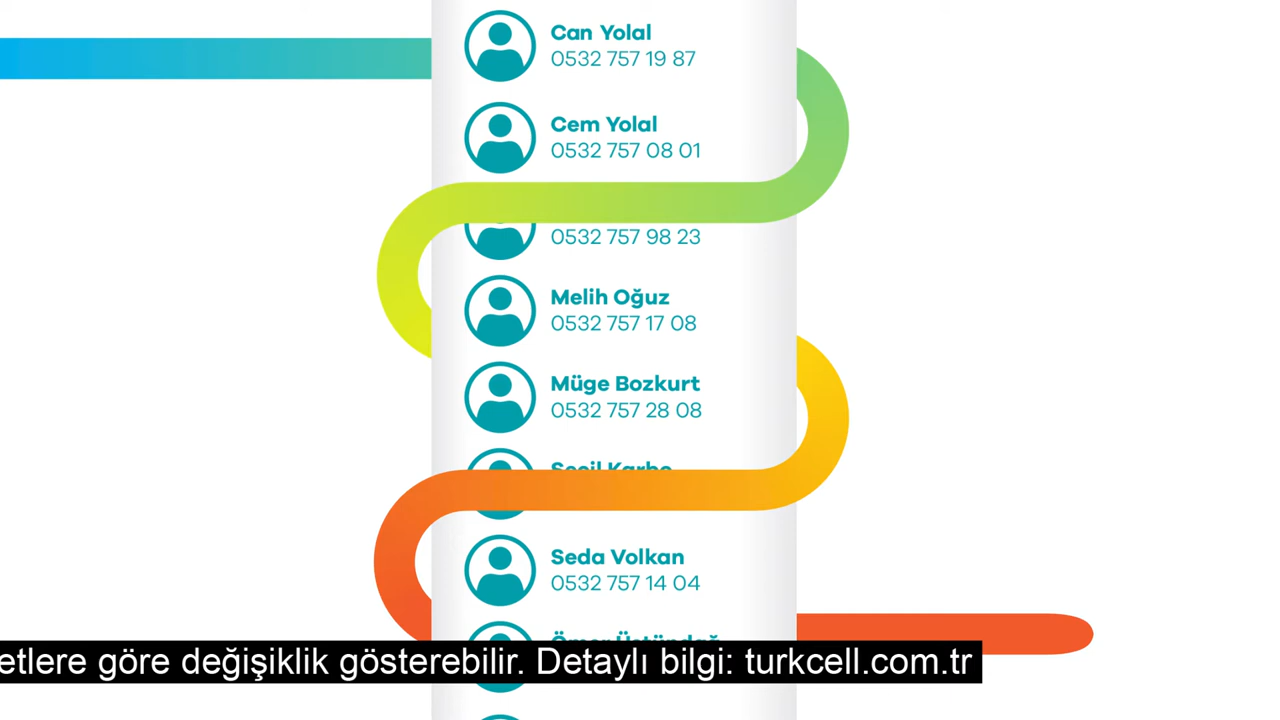 Can Yolal
0532 757 19 87
Cem Yolal
0532 757 08 01
0532 757 98 23
Melih Oğuz
0532 757 17 08
Müge Bozkurt
0532 757 28 08
Seda Volkan
0532 757 14 04
Ömer Üstündağ
etlere göre değişiklik gösterebilir. Detaylı bilgi: turkcell.com.tr